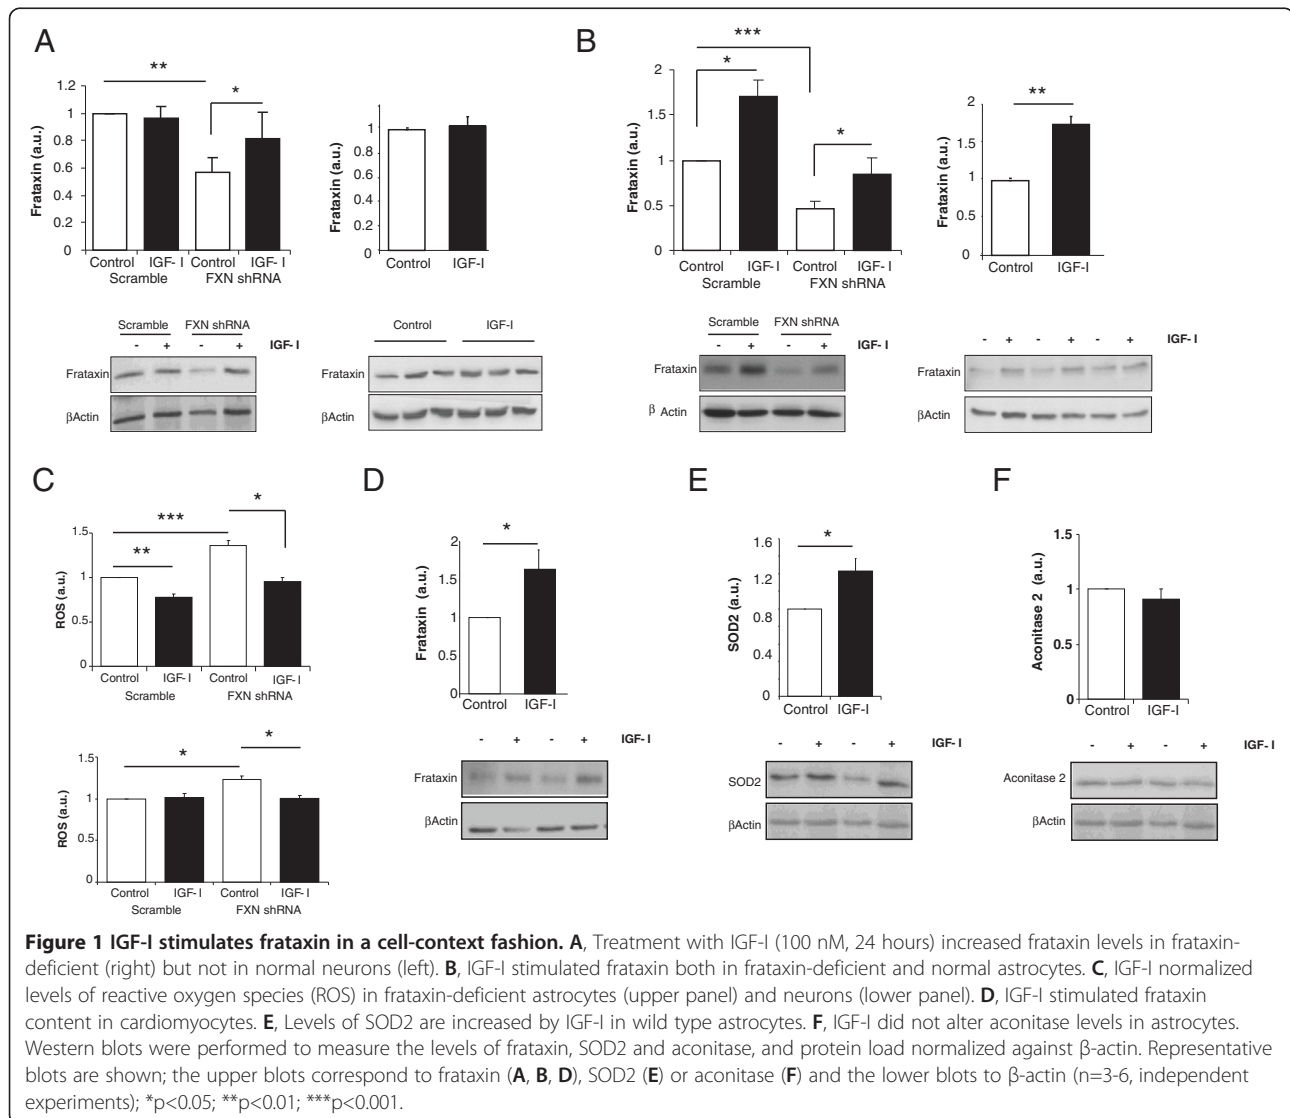 A
**
*
1.2
1
0.8
0.6
0.4
0.2
0
Frataxin (a.u.)
Control IGF-I Control IGF-I
Scramble FXN shRNA
1
0.8
0.6
0.4
0.2
0
Frataxin (a.u.)
Control IGF-I
Scramble FXN shRNA
- + - + IGF-I
Frataxin
βActin
Control IGF-I
Frataxin
βActin
B
***
*
*
2
1.5
1
0.5
0
Frataxin (a.u.)
Control IGF-I Control IGF-I
Scramble FXN shRNA
**
2
1.5
1
0.5
0
Frataxin (a.u.)
Control IGF-I
Scramble FXN shRNA
- + - + IGF-I
Frataxin
β Actin
- + - + - + IGF-I
Frataxin
βActin
C
*
***
**
1.5
1
0.5
0
ROS (a.u.)
Control IGF-I Control IGF-I
Scramble FXN shRNA
*
*
1.5
1
0.5
0
ROS (a.u.)
Control IGF-I Control IGF-I
Scramble FXN shRNA
D
*
2
1.5
1
0.5
0
Frataxin (a.u.)
Control IGF-I
- + - + IGF-I
Frataxin
βActin
E
*
1.6
1.2
0.8
0.4
0
SOD2 (a.u.)
Control IGF-I
- + - + IGF-I
SOD2
βActin
F
1.5
1
0.5
0
Aconitase 2 (a.u.)
Control IGF-I
- + - + IGF-I
Aconitase 2
βActin
Figure 1 IGF-I stimulates frataxin in a cell-context fashion. A, Treatment with IGF-I (100 nM, 24 hours) increased frataxin levels in frataxin-
deficient (right) but not in normal neurons (left). B, IGF-I stimulated frataxin both in frataxin-deficient and normal astrocytes. C, IGF-I normalized
levels of reactive oxygen species (ROS) in frataxin-deficient astrocytes (upper panel) and neurons (lower panel). D, IGF-I stimulated frataxin
content in cardiomyocytes. E, Levels of SOD2 are increased by IGF-I in wild type astrocytes. F, IGF-I did not alter aconitase levels in astrocytes.
Western blots were performed to measure the levels of frataxin, SOD2 and aconitase, and protein load normalized against β-actin. Representative
blots are shown; the upper blots correspond to frataxin (A, B, D), SOD2 (E) or aconitase (F) and the lower blots to β-actin (n=3-6, independent
experiments); *p<0.05; **p<0.01; ***p<0.001.